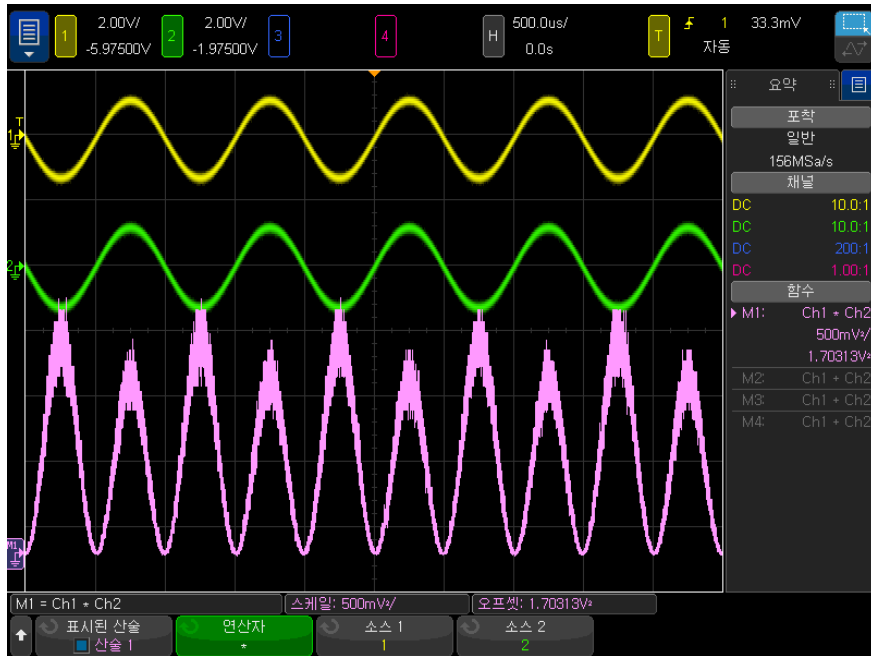 1 2.00V/ 2 2.00V/ 3 4 H 500.0us/ T 1 33.3mV
-5.97500V -1.97500V 0.0s 자동
요약
포착
일반
156MSa/s
채널
DC 10.0:1
DC 10.0:1
DC 200:1
DC 1.00:1
함수
M1: Ch1 * Ch2
500mV²/
1.70313V²
M2: Ch1 + Ch2
M3: Ch1 + Ch2
M4: Ch1 + Ch2
T
1
2
M1
M1 = Ch1 * Ch2 스케일: 500mV²/ 오프셋: 1.70313V²
표시된 산술 연산자 소스 1 소스 2
산술 1 * 1 2